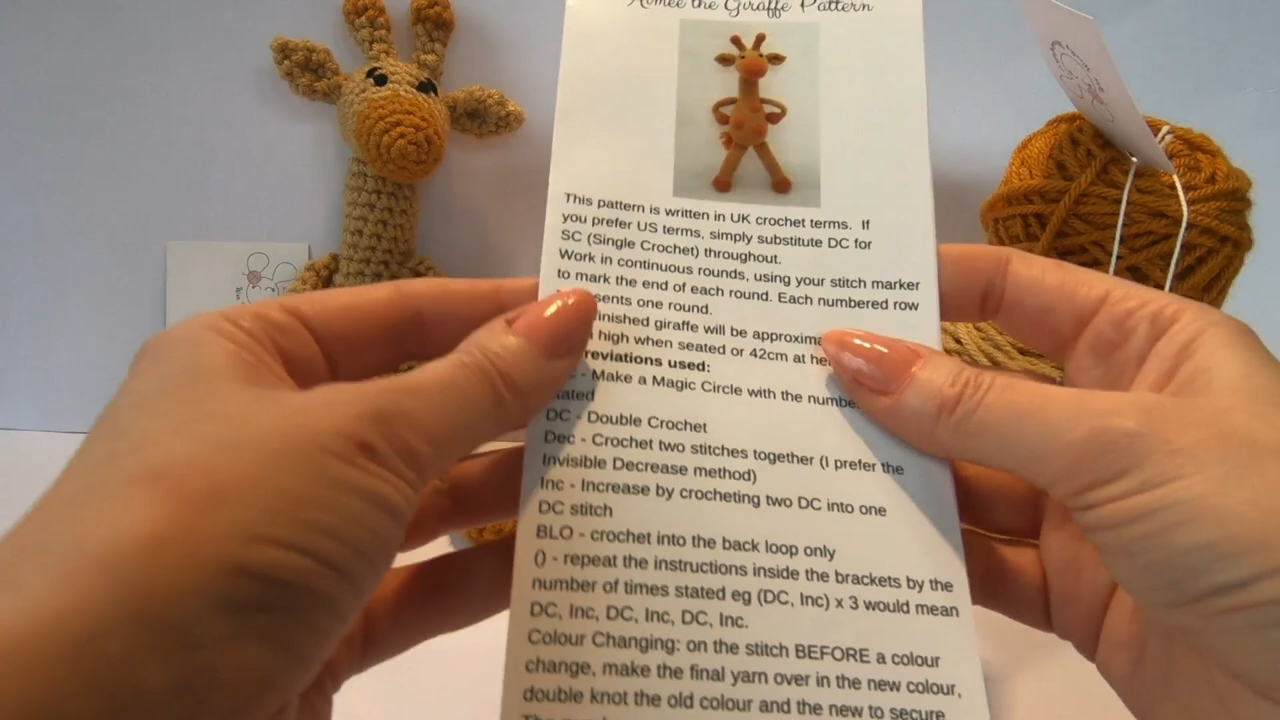 Aimee the Giraffe Pattern
This pattern is written in UK crochet terms. If
you prefer US terms, simply substitute DC for
SC (Single Crochet) throughout.
Work in continuous rounds, using your stitch marker
to mark the end of each round. Each numbered row
sents one round.
inished giraffe will be approxima
high when seated or 42cm at he
reviations used:
- Make a Magic Circle with the numbe
tated
DC - Double Crochet
Dec - Crochet two stitches together (I prefer the
Invisible Decrease method)
Inc - Increase by crocheting two DC into one
DC stitch
BLO - crochet into the back loop only
() - repeat the instructions inside the brackets by the
number of times stated eg (DC, Inc) x 3 would mean
DC, Inc, DC, Inc, DC, Inc.
Colour Changing: on the stitch BEFORE a colour
change, make the final yarn over in the new colour,
double knot the old colour and the new to secure